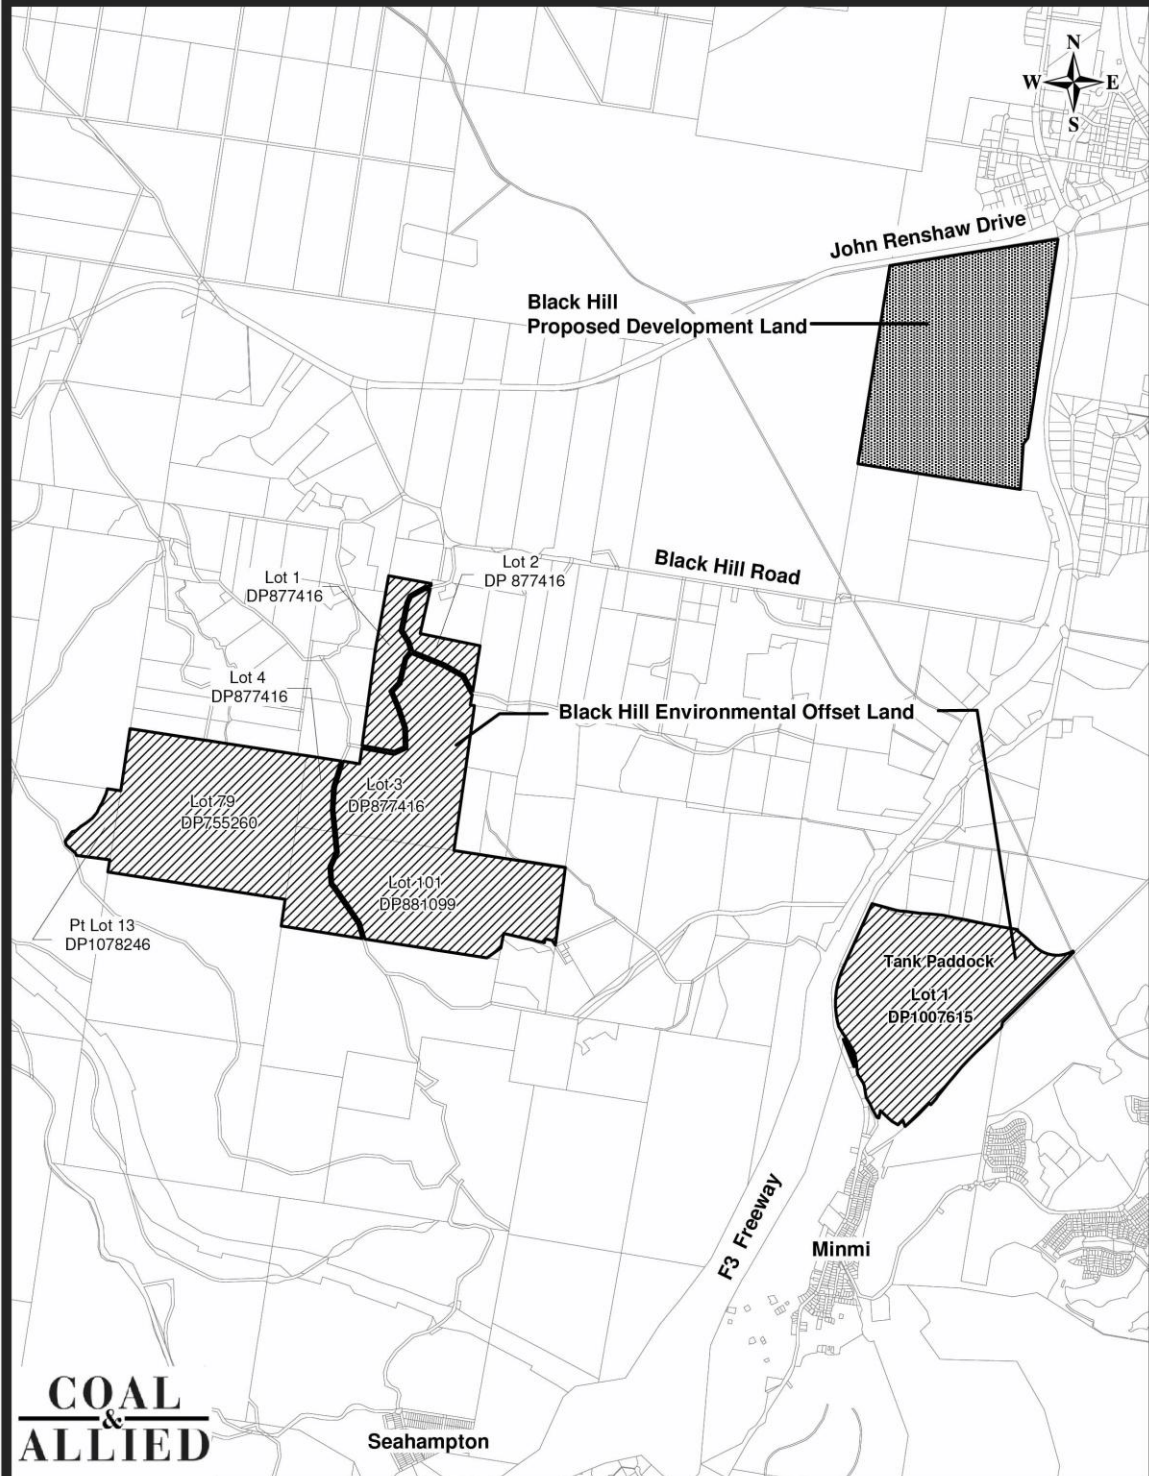 N
W E
S
John Renshaw Drive
Black Hill
Proposed Development Land
Lot 2
DP 877416
Black Hill Road
Lot 1
DP877416
Lot 4
DP877416
Black Hill Environmental Offset Land
Lot 3
DP877416
Lot 79
DP755260
Lot 101
DP881099
Pt Lot 13
DP1078246
Tank Paddock
Lot 1
DP1007615
F3 Freeway
Minmi
COAL
&
ALLIED
Seahampton